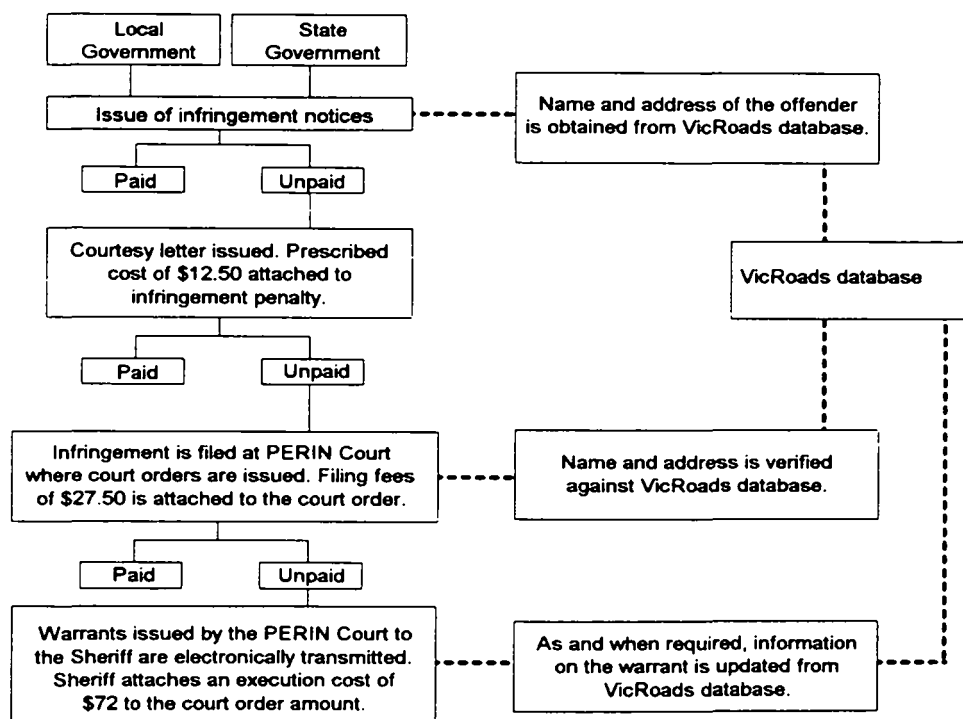 Local
Government
State
Government
Issue of infringement notices
Name and address of the offender
is obtained from VicRoads database.
Paid
Unpaid
Courtesy letter issued. Prescribed
cost of $12.50 attached to
infringement penalty.
VicRoads database
Paid
Unpaid
Infringement is filed at PERIN Court
where court orders are issued. Filing fees
of $27.50 is attached to the court order.
Name and address is verified
against VicRoads database.
Paid
Unpaid
Warrants issued by the PERIN Court to
the Sheriff are electronically transmitted.
Sheriff attaches an execution cost of
$72 to the court order amount.
As and when required, information
on the warrant is updated from
VicRoads database.